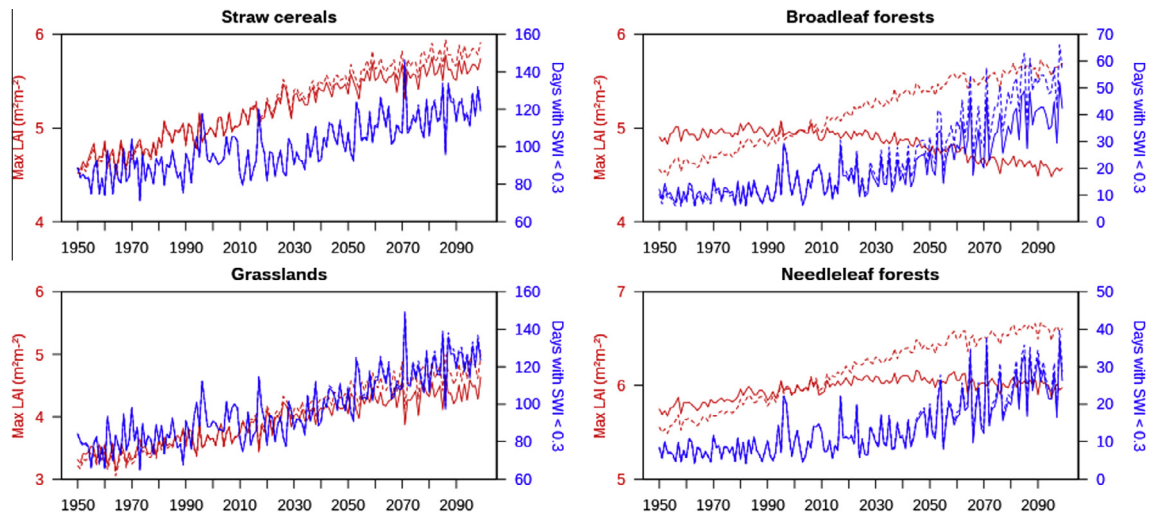 Straw cereals
Max LAI (m²m-²)
6
5
4
160
140
120
100
80
60
Days with SWI < 0.3
1950 1970 1990 2010 2030 2050 2070 2090
Broadleaf forests
Max LAI (m²m-²)
6
5
4
70
60
50
40
30
20
10
0
Days with SWI < 0.3
1950 1970 1990 2010 2030 2050 2070 2090
Grasslands
Max LAI (m²m-²)
6
5
4
3
160
140
120
100
80
60
Days with SWI < 0.3
1950 1970 1990 2010 2030 2050 2070 2090
Needleleaf forests
Max LAI (m²m-²)
7
6
5
50
40
30
20
10
0
Days with SWI < 0.3
1950 1970 1990 2010 2030 2050 2070 2090